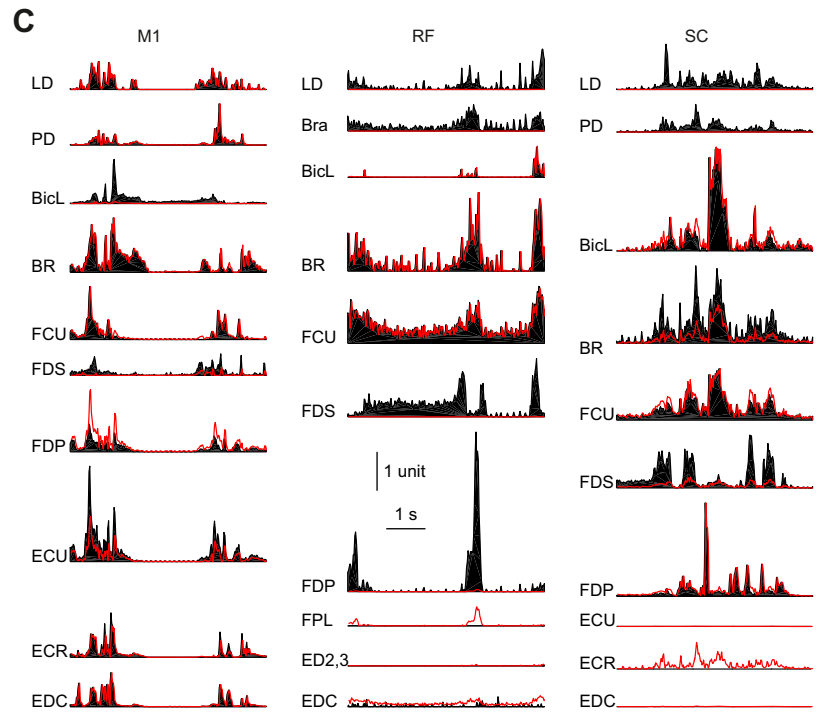 C
M1
LD
PD
BicL
BR
FCU
FDS
FDP
ECU
ECR
EDC
RF
LD
Bra
BicL
BR
FCU
FDS
1 unit
1 s
FDP
FPL
ED2,3
EDC
SC
LD
PD
BicL
BR
FCU
FDS
FDP
ECU
ECR
EDC